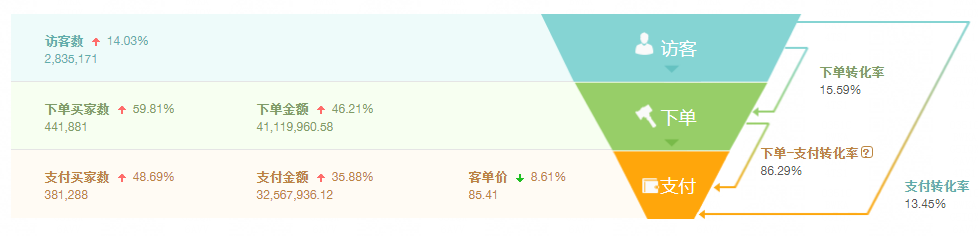 访客数 ↑ 14.03%
2,835,171
访客
下单转化率
15.59%
下单买家数 ↑ 59.81%
441,881
下单金额 ↑ 46.21%
41,119,960.58
下单
下单-支付转化率?
86.29%
支付买家数 ↑ 48.69%
381,288
支付金额 ↑ 35.88%
32,567,936.12
客单价 ↓ 8.61%
85.41
支付
支付转化率
13.45%